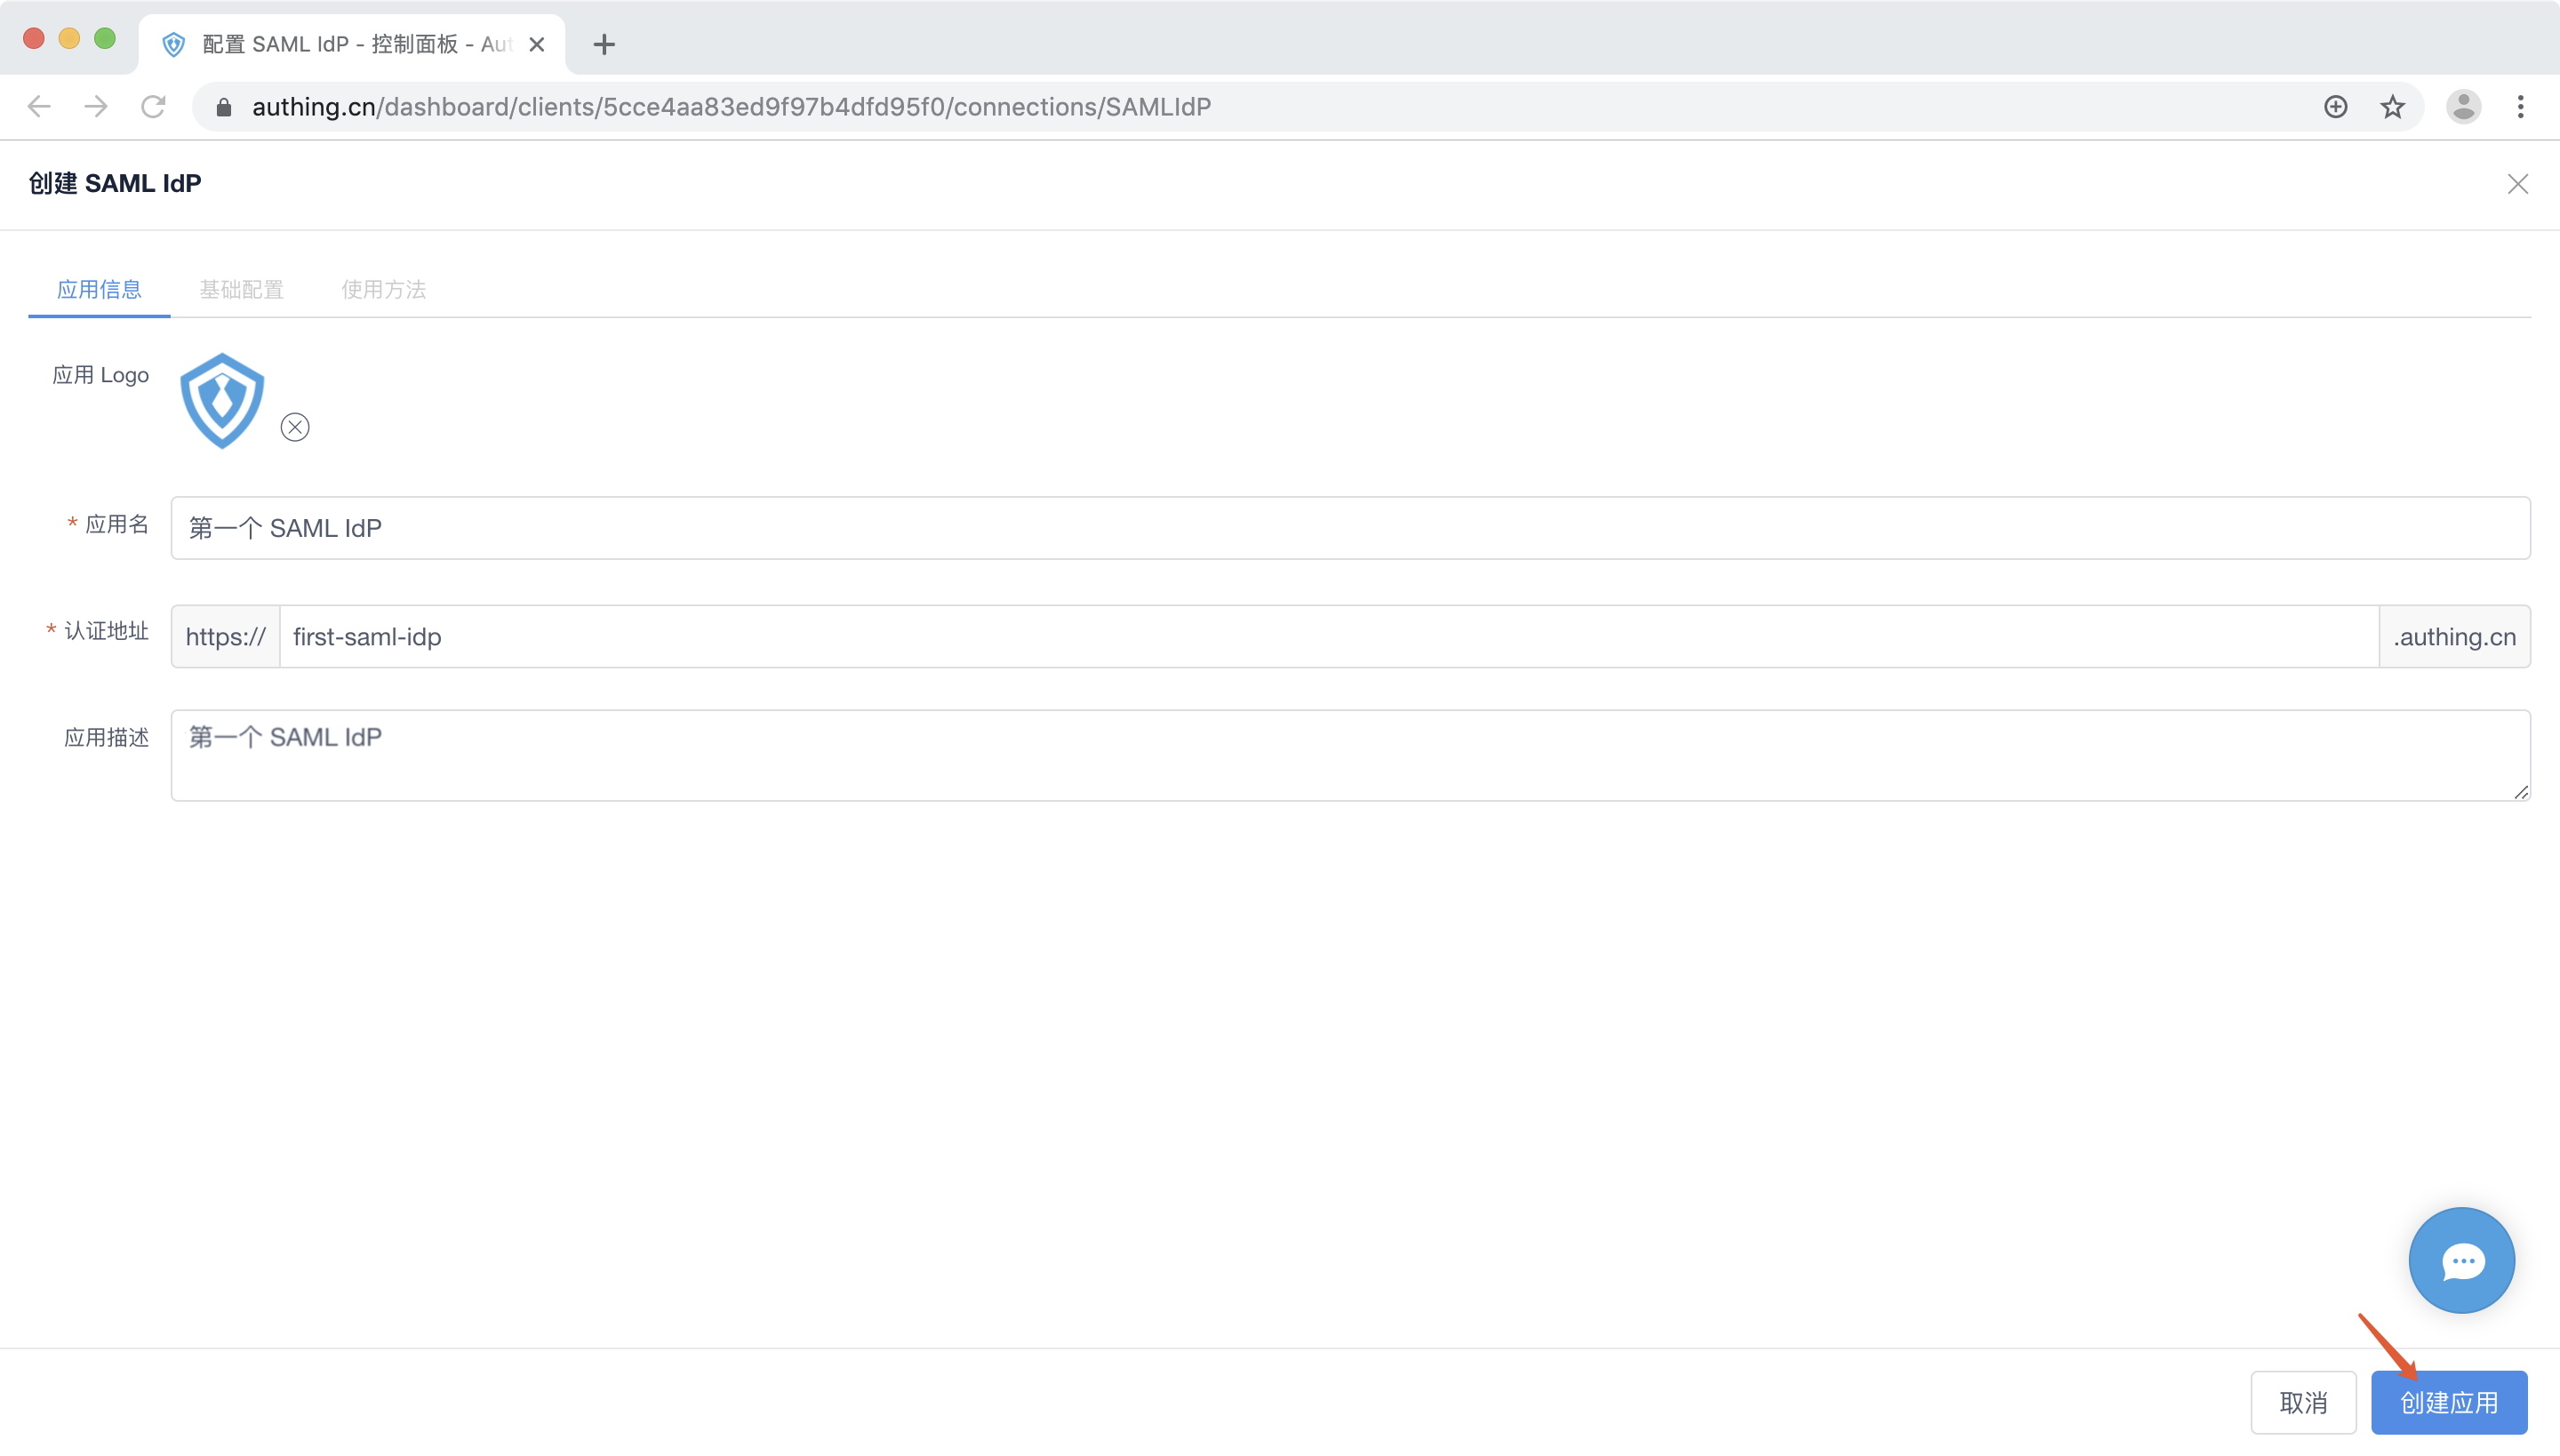 配置 SAML IdP - 控制面板 - Aut
authing.cn/dashboard/clients/5cce4aa83ed9f97b4dfd95f0/connections/SAMLIdP
创建 SAML IdP
应用信息 基础配置 使用方法
应用 Logo
* 应用名 第一个 SAML IdP
* 认证地址 https:// first-saml-idp .authing.cn
应用描述 第一个 SAML IdP
取消 创建应用